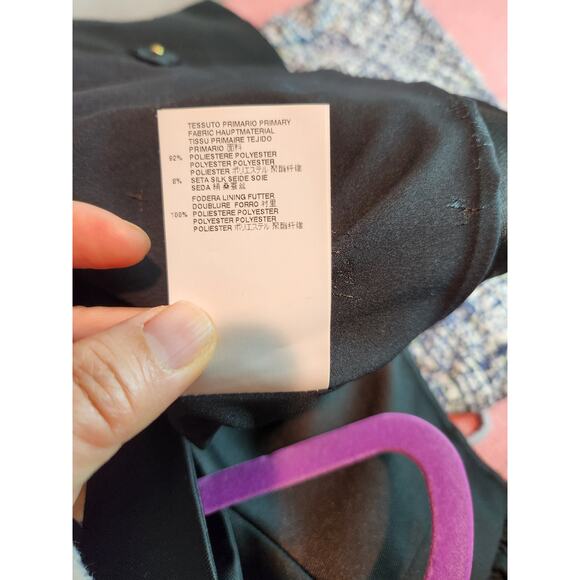 TESSUTO PRIMARIO PRIMARY
FABRIC HAUPTMATERIAL
TISSU PRIMAIRE TEJIDO
PRIMARIO 面料
92% POLIESTERE POLYESTER
POLYESTER POLYESTER
POLIESTER ポリエステル 聚酯纤维
8% SETA SILK SEIDE SOIE
SEDA 絹 桑蚕丝
FODERA LINING FUTTER
DOUBLURE FORRO 衬里
100% POLIESTERE POLYESTER
POLYESTER POLYESTER
POLIESTER ポリエステル 聚酯纤维